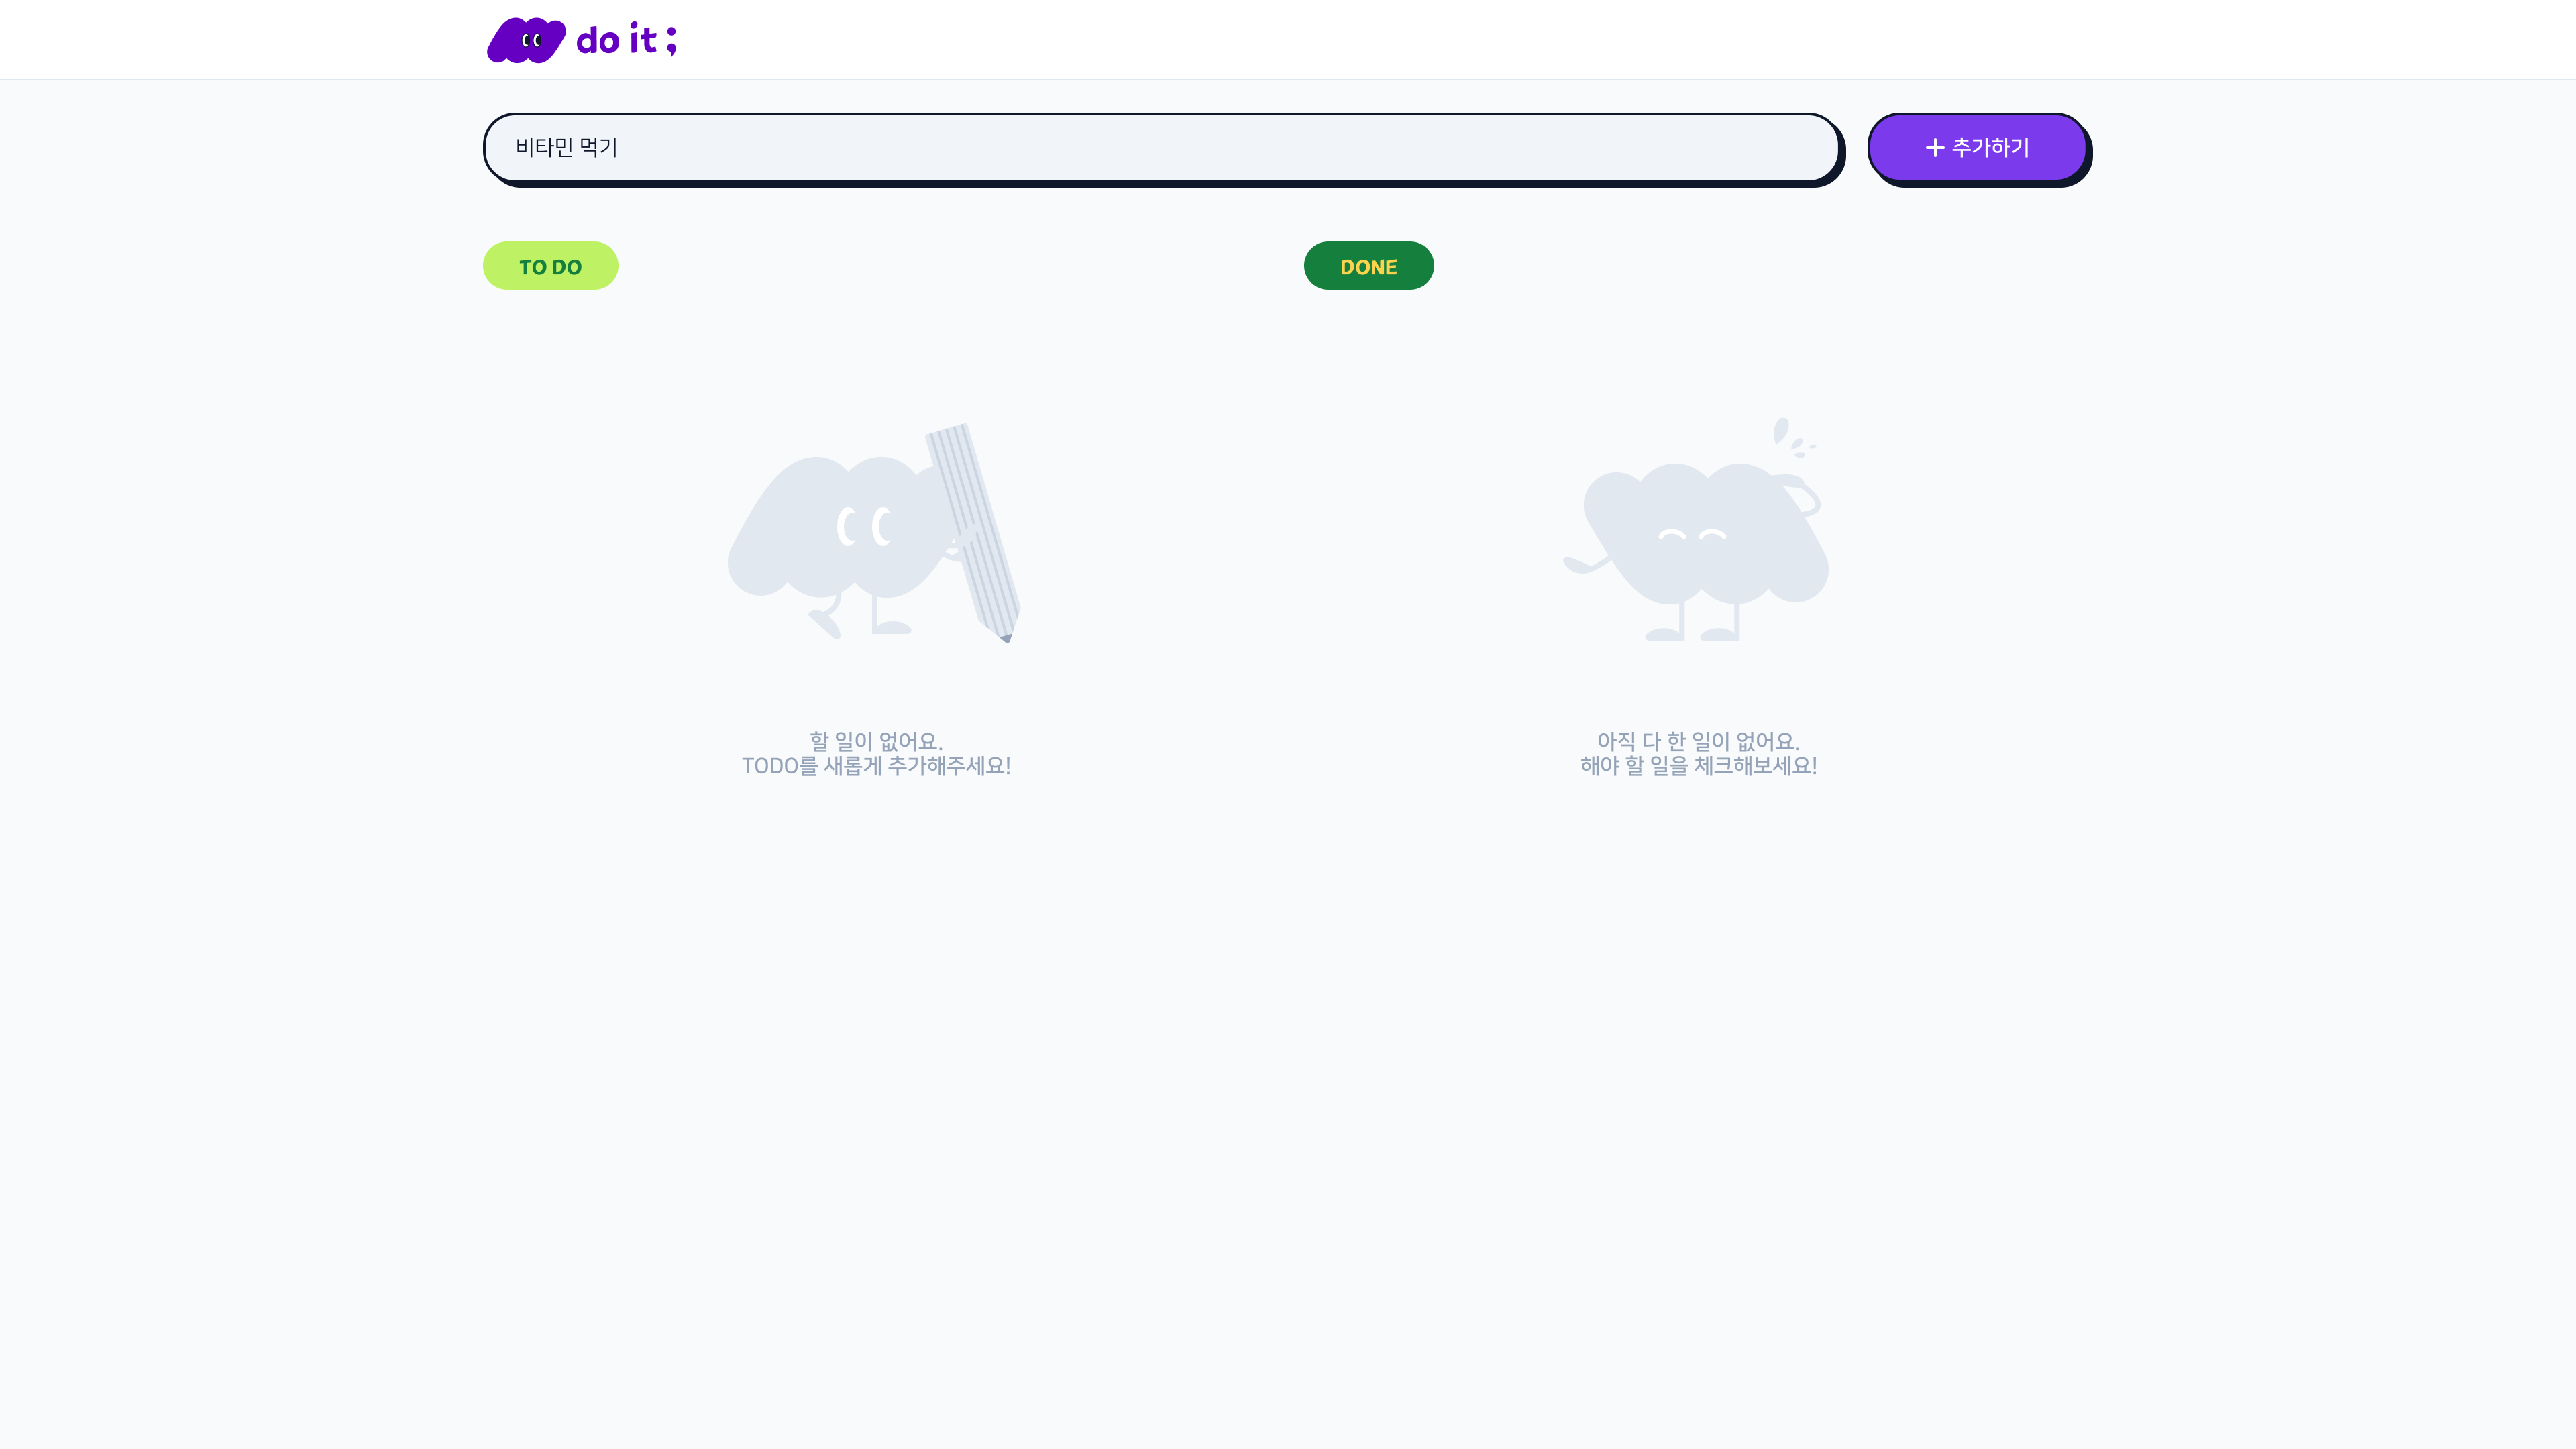 do it ;
비타민 먹기
+ 추가하기
TO DO
DONE
할 일이 없어요.
TODO를 새롭게 추가해주세요!
아직 다 한 일이 없어요.
해야 할 일을 체크해보세요!